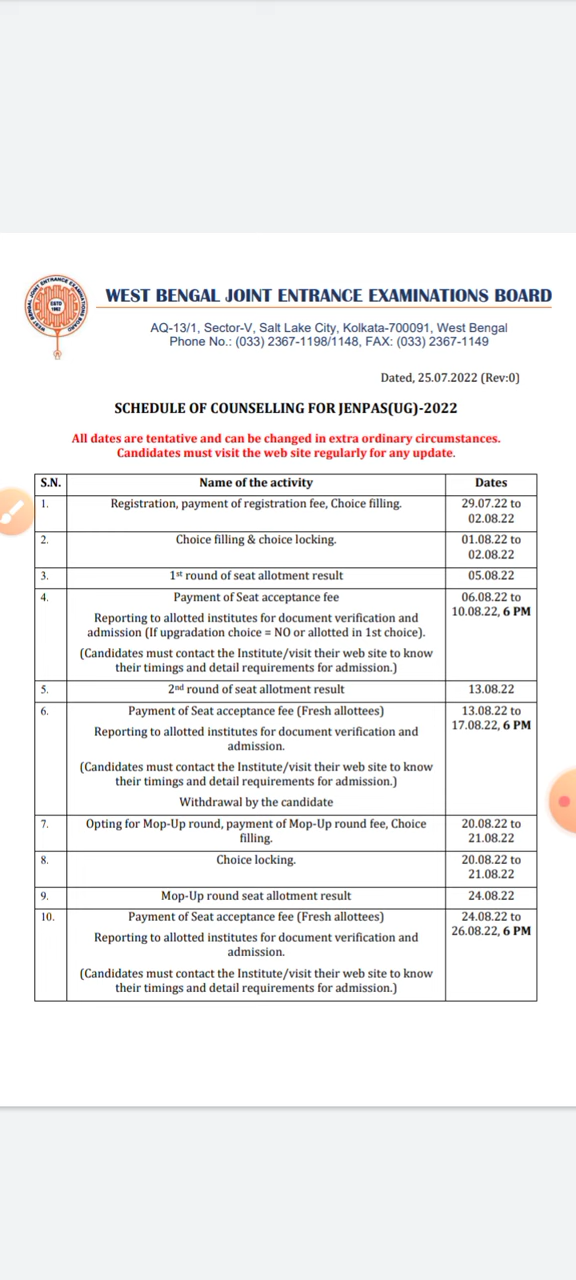 WEST BENGAL JOINT ENTRANCE EXAMINATIONS BOARD
ESTD
1962
WEST BENGAL JOINT ENTRANCE EXAMINATIONS BOARD
AQ-13/1, Sector-V, Salt Lake City, Kolkata-700091, West Bengal
Phone No.: (033) 2367-1198/1148, FAX: (033) 2367-1149
Dated, 25.07.2022 (Rev:0)
SCHEDULE OF COUNSELLING FOR JENPAS(UG)-2022
All dates are tentative and can be changed in extra ordinary circumstances.
Candidates must visit the web site regularly for any update.
S.N. Name of the activity Dates
1. Registration, payment of registration fee, Choice filling. 29.07.22 to
02.08.22
2. Choice filling & choice locking. 01.08.22 to
02.08.22
3. 1st round of seat allotment result 05.08.22
4. Payment of Seat acceptance fee 06.08.22 to
10.08.22, 6 PM
Reporting to allotted institutes for document verification and
admission (If upgradation choice = NO or allotted in 1st choice).
(Candidates must contact the Institute/visit their web site to know
their timings and detail requirements for admission.)
5. 2nd round of seat allotment result 13.08.22
6. Payment of Seat acceptance fee (Fresh allottees) 13.08.22 to
17.08.22, 6 PM
Reporting to allotted institutes for document verification and
admission.
(Candidates must contact the Institute/visit their web site to know
their timings and detail requirements for admission.)
Withdrawal by the candidate
7. Opting for Mop-Up round, payment of Mop-Up round fee, Choice 20.08.22 to
filling. 21.08.22
8. Choice locking. 20.08.22 to
21.08.22
9. Mop-Up round seat allotment result 24.08.22
10. Payment of Seat acceptance fee (Fresh allottees) 24.08.22 to
26.08.22, 6 PM
Reporting to allotted institutes for document verification and
admission.
(Candidates must contact the Institute/visit their web site to know
their timings and detail requirements for admission.)